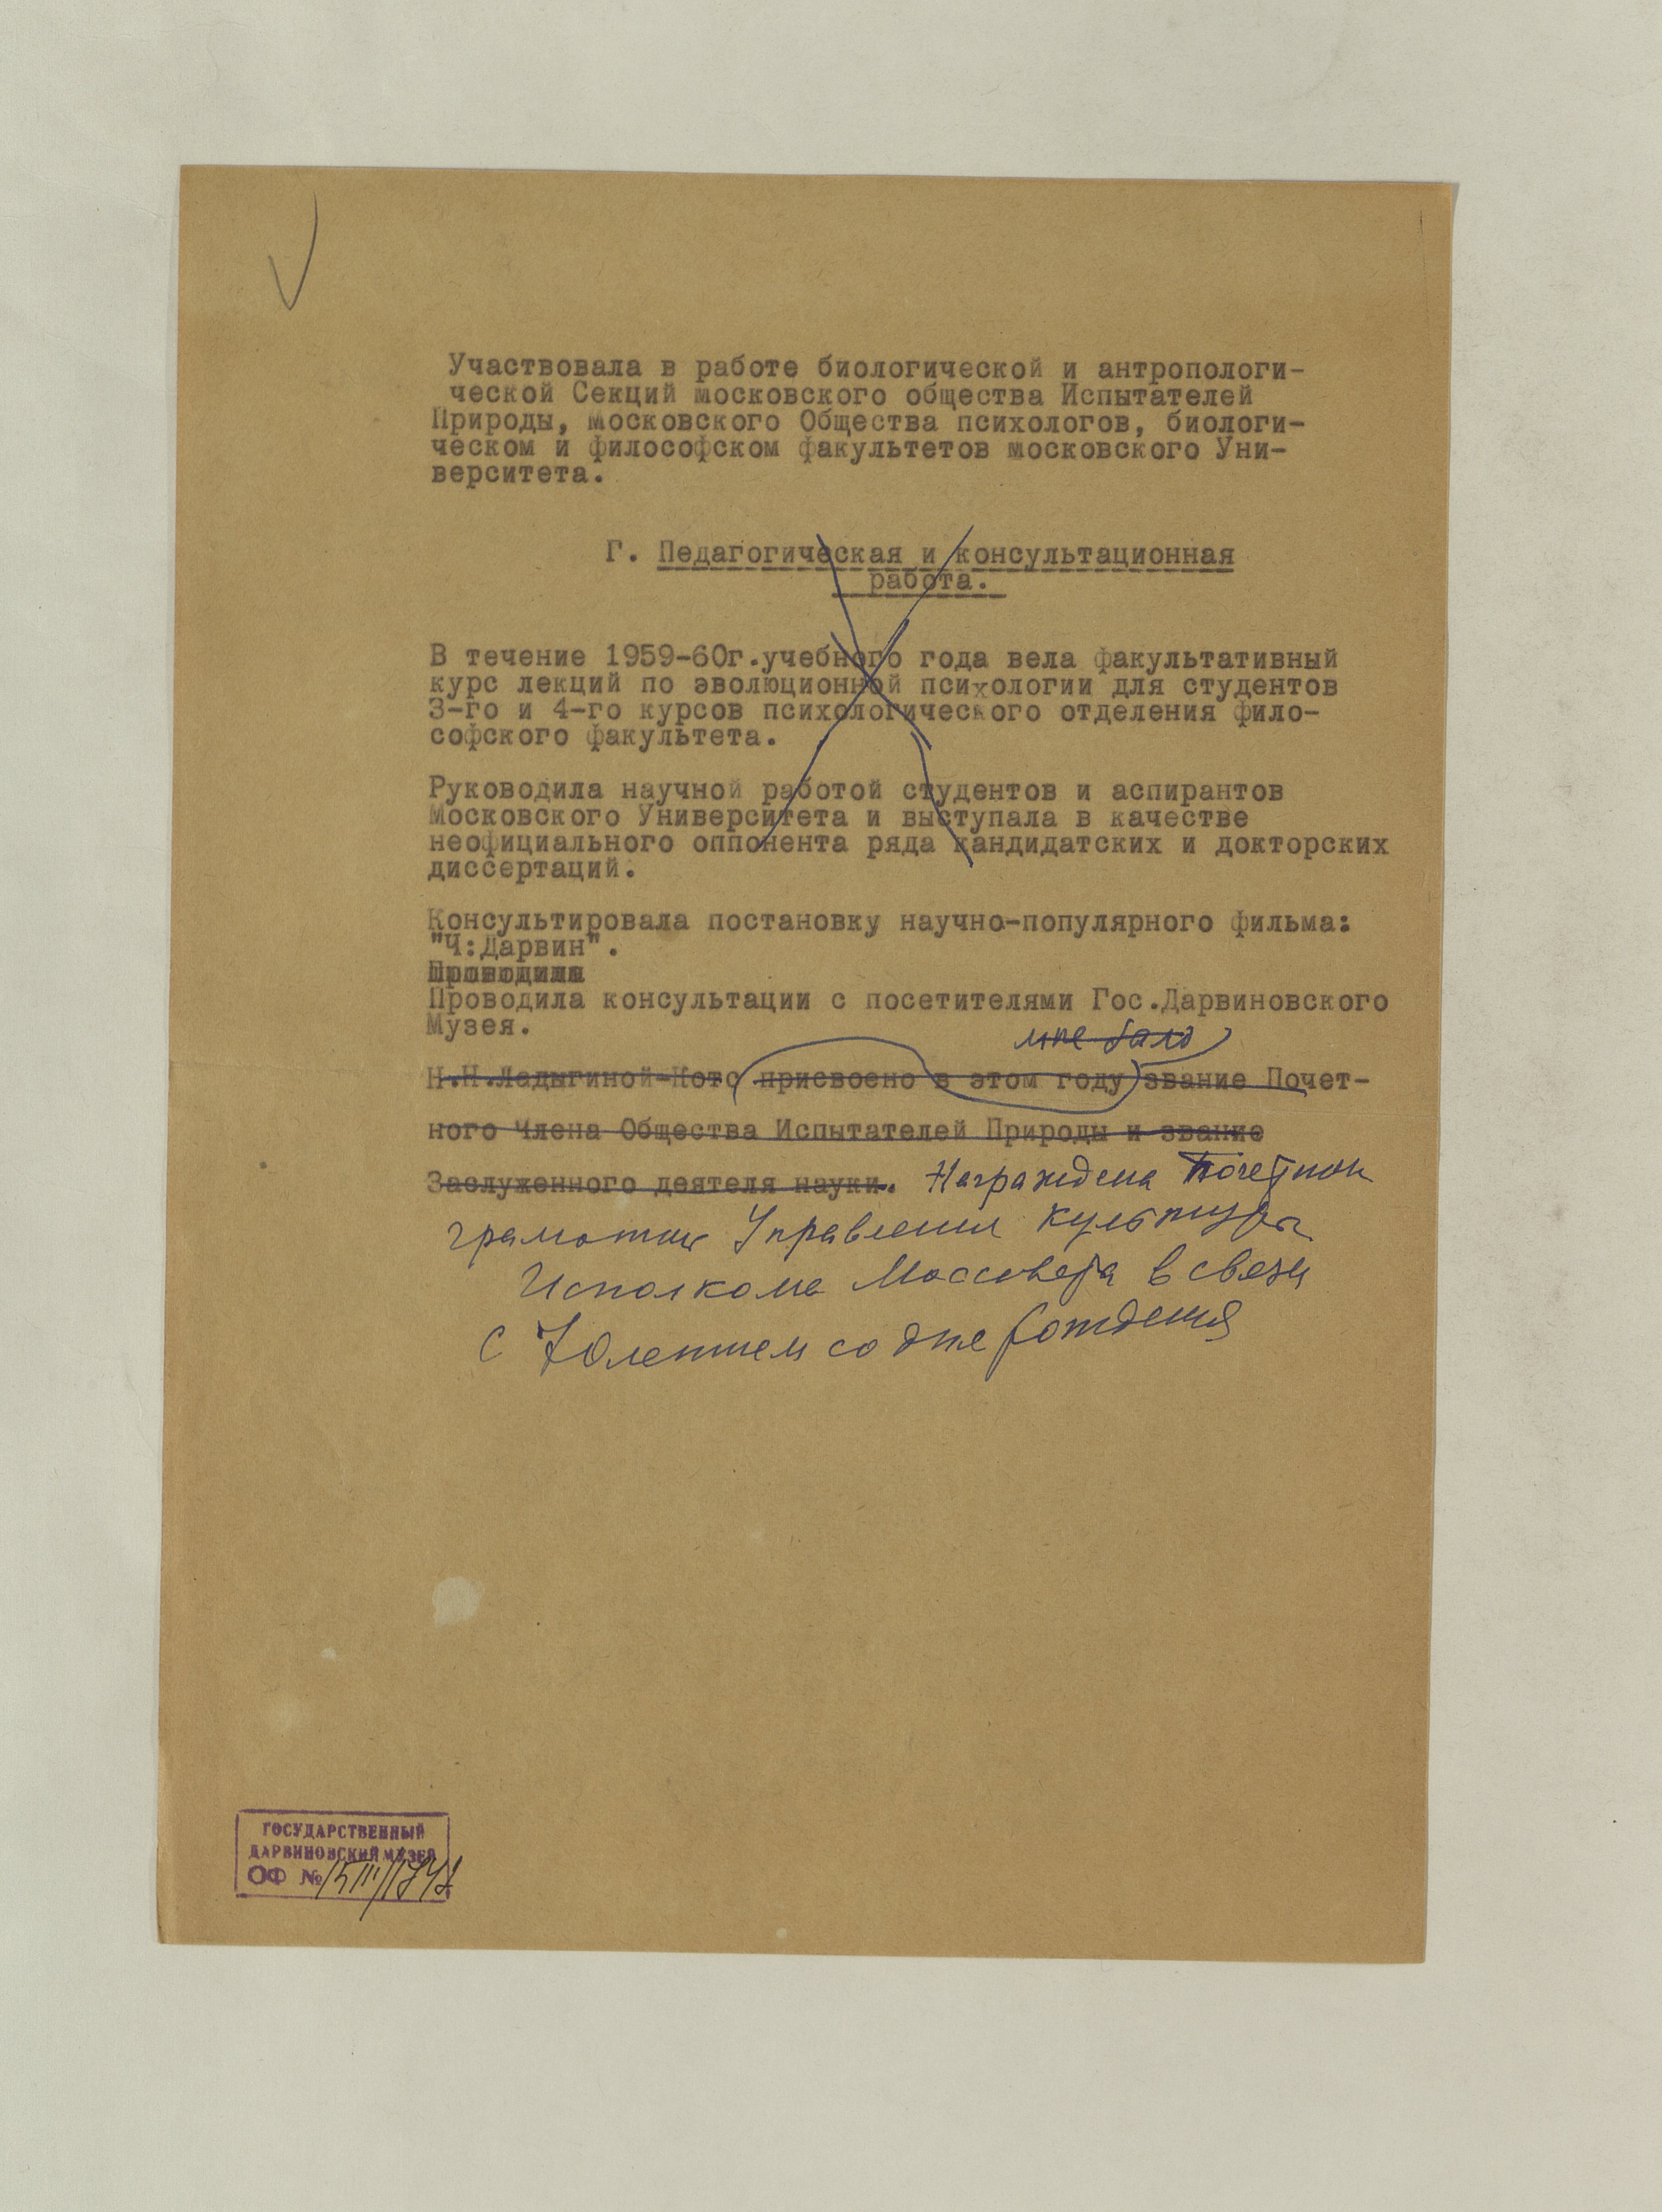 Участвовала в работе биологической и антропологи-
ческой Секций московского общества Испытателей
Природы, московского Общества психологов, биологи-
ческом и философском факультетов московского Уни-
верситета.
Г. Педагогическая и консультационная
работа.
В течение 1959-60г.учебного года вела факультативный
курс лекций по эволюционной психологии для студентов
3-го и 4-го курсов психологического отделения фило-
софского факультета.
Руководила научной работой студентов и аспирантов
Московского Университета и выступала в качестве
неофициального оппонента ряда кандидатских и докторских
диссертаций.
Консультировала постановку научно-популярного фильма:
"Ч:Дарвин".
Проводила
Проводила консультации с посетителями Гос.Дарвиновского
Музея.
мне было
Н.Н.Ладыгиной-Котс присвоено в этом году звание Почет-
ного Члена Общества Испытателей Природы и звание
Заслуженного деятеля науки. Награждена Почетной
грамотой Управления Культуры
Исполкома Моссовета в связи
с 70летием со дня рождения
ГОСУДАРСТВЕННЫЙ
ДАРВИНОВСКИЙ МУЗЕЙ
ОФ №